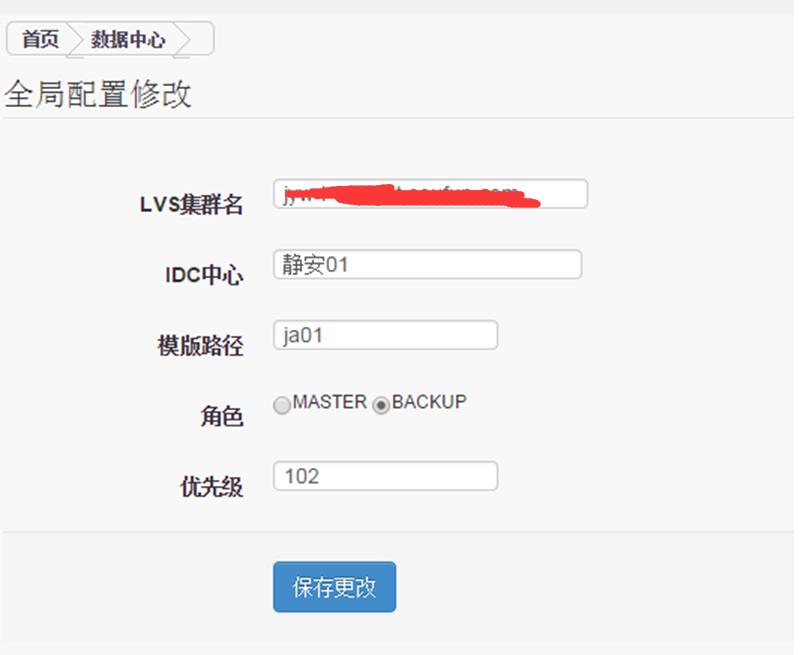 首页 数据中心
全局配置修改
LVS集群名
IDC中心 静安01
模版路径 ja01
角色 MASTER BACKUP
优先级 102
保存更改